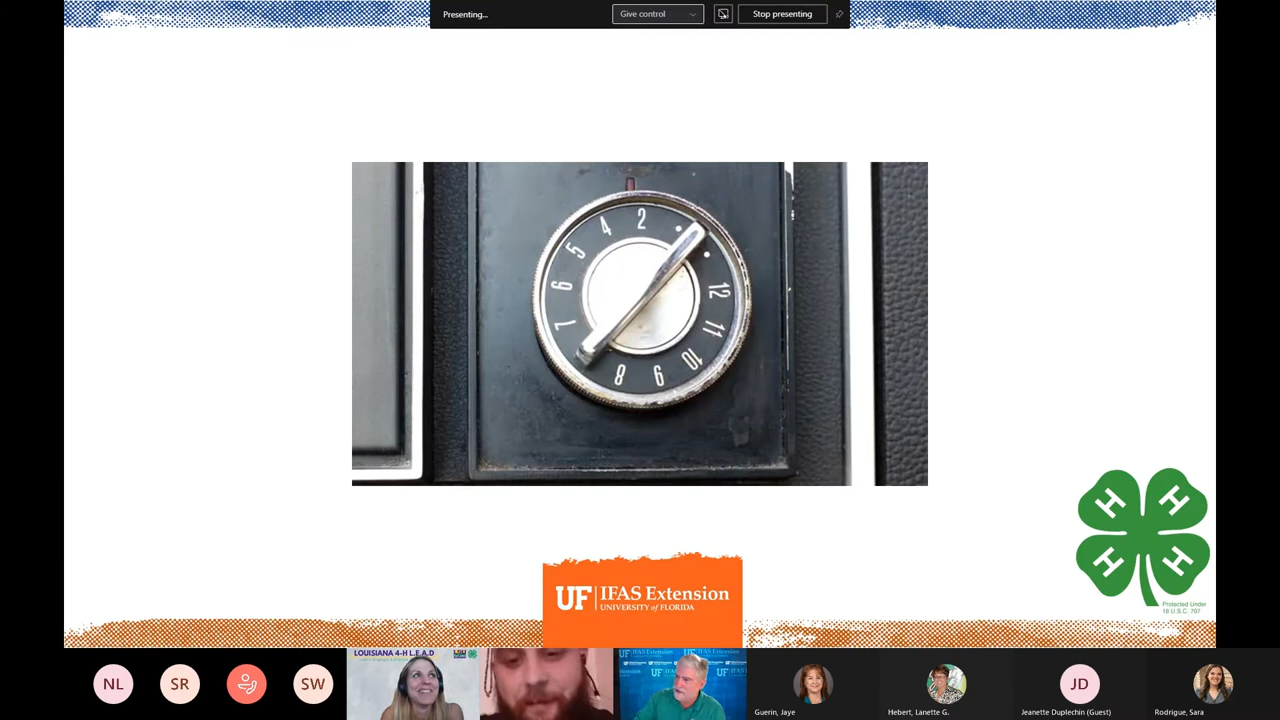 Presenting...
Give control
Stop presenting
2
4
5
6
7
8
9
10
11
12
H H
H H
Protected Under
18 U.S.C. 707
UF IFAS Extension
UNIVERSITY of FLORIDA
NL
SR
SW
LOUISIANA 4-H L.E.A.D
IFAS Extension
JD
Guerin, Jaye
Hebert, Lanette G.
Jeanette Duplechin (Guest)
Rodrigue, Sara